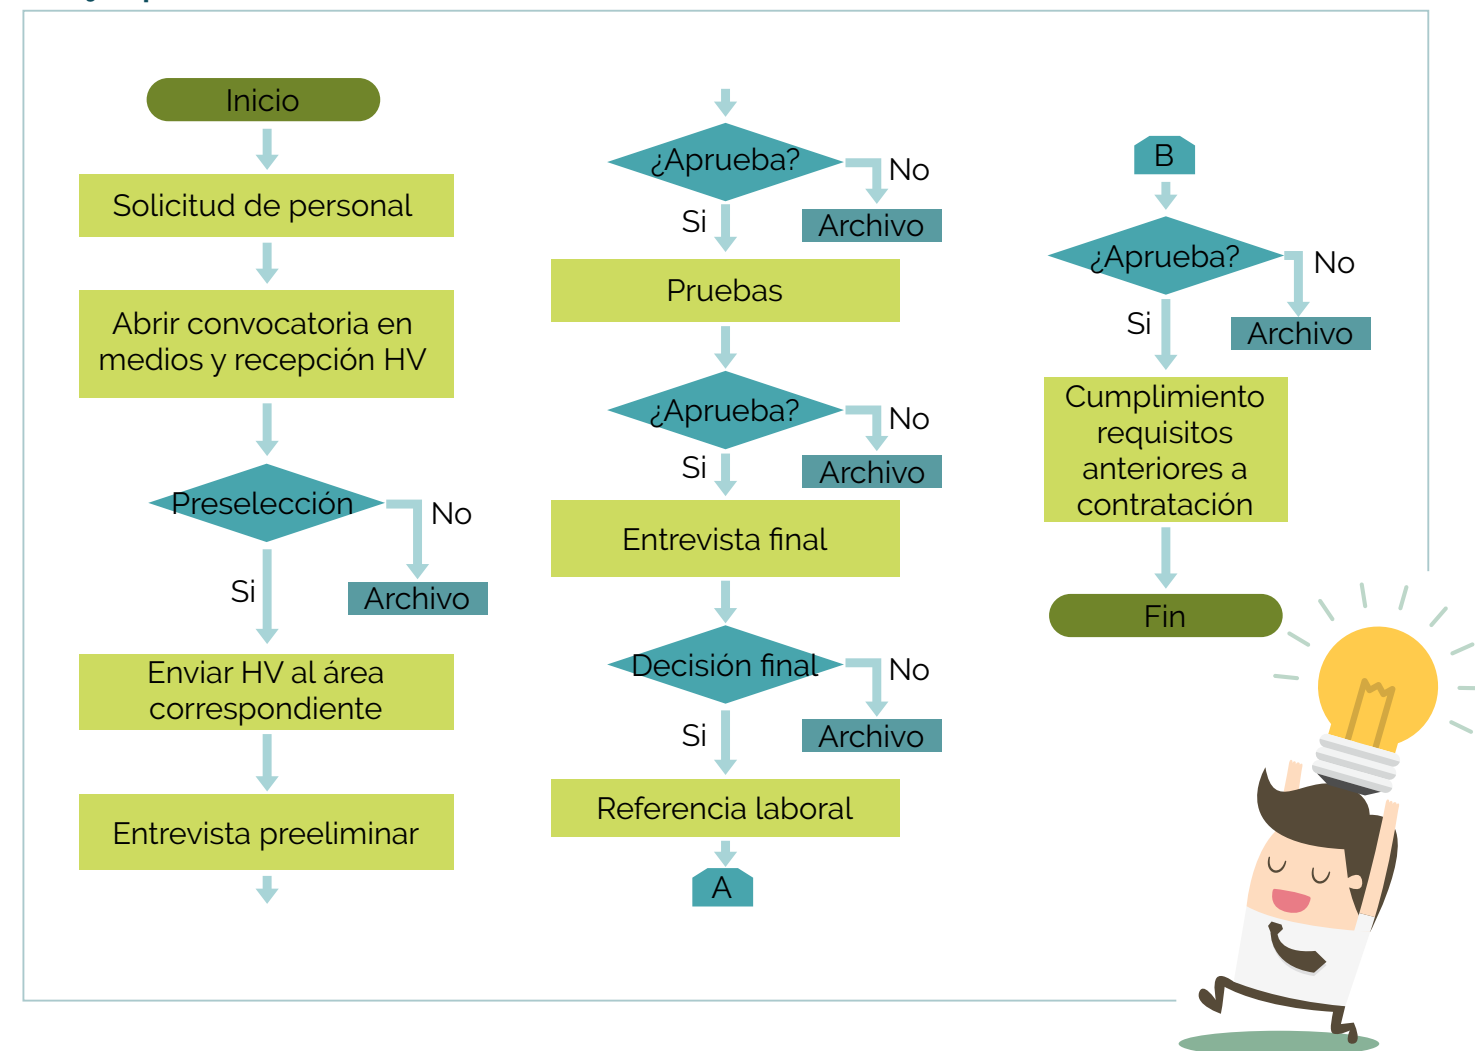 Inicio
Solicitud de personal
Abrir convocatoria en
medios y recepción HV
Preselección
No
Si
Archivo
Enviar HV al área
correspondiente
Entrevista preeliminar
¿Aprueba?
No
Si
Archivo
Pruebas
¿Aprueba?
No
Si
Archivo
Entrevista final
Decisión final
No
Si
Archivo
Referencia laboral
A
B
¿Aprueba?
No
Si
Archivo
Cumplimiento
requisitos
anteriores a
contratación
Fin